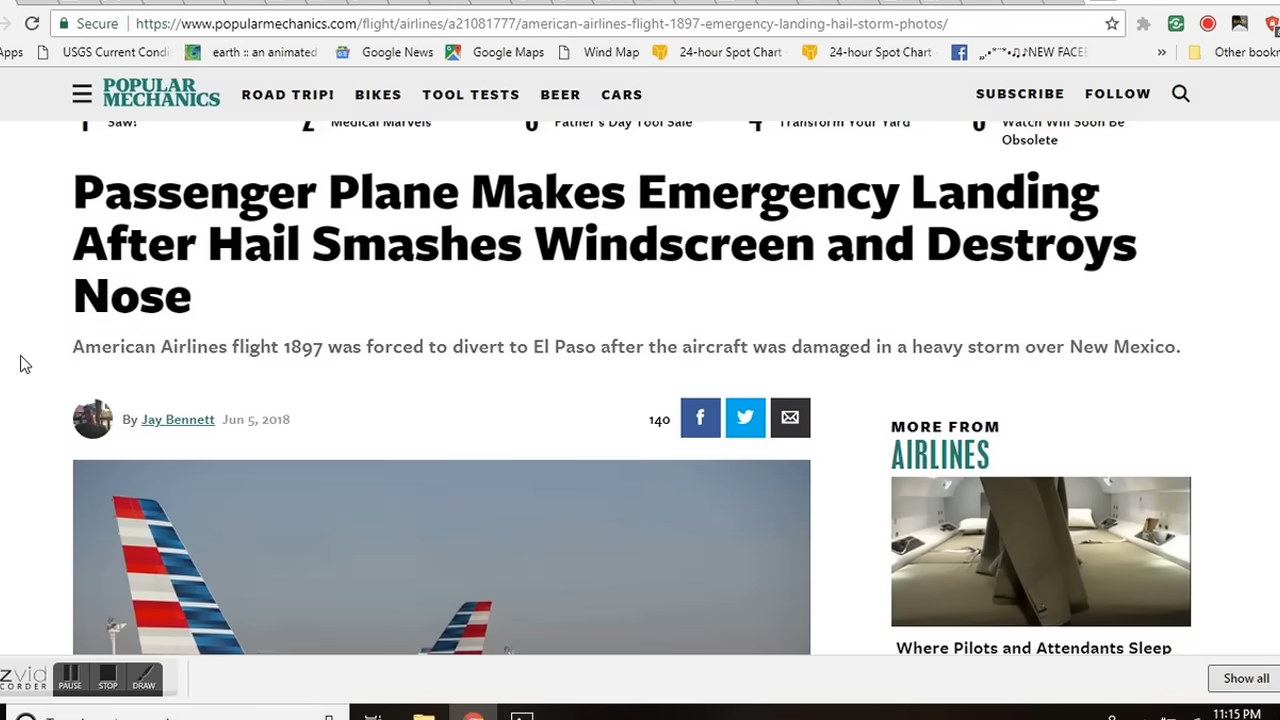 Secure https://www.popularmechanics.com/flight/airlines/a21081777/american-airlines-flight-1897-emergency-landing-hail-storm-photos/
Apps USGS Current Condi earth :: an animated Google News Google Maps Wind Map 24-hour Spot Chart 24-hour Spot Chart NEW FACE » Other book
POPULAR
MECHANICS
ROAD TRIP! BIKES TOOL TESTS BEER CARS SUBSCRIBE FOLLOW
Saw! Medical Marvels Father's Day Tool Sale Transform Your Yard Watch Will Soon Be
Obsolete
Passenger Plane Makes Emergency Landing
After Hail Smashes Windscreen and Destroys
Nose
American Airlines flight 1897 was forced to divert to El Paso after the aircraft was damaged in a heavy storm over New Mexico.
By Jay Bennett Jun 5, 2018
140
MORE FROM
AIRLINES
Where Pilots and Attendants Sleep
zvid
CORDER
PAUSE STOP DRAW
Show all
11:15 PM